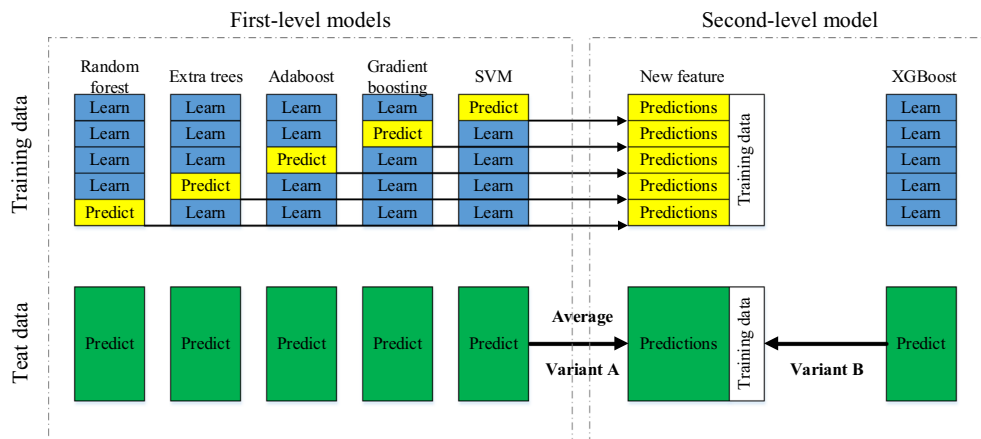 First-level models
Second-level model
Random
forest
Extra trees
Adaboost
Gradient
boosting
SVM
New feature
XGBoost
Training data
Learn
Learn
Learn
Learn
Predict
Learn
Learn
Learn
Predict
Learn
Learn
Learn
Predict
Learn
Learn
Learn
Predict
Learn
Learn
Learn
Predict
Learn
Learn
Learn
Learn
Predictions
Predictions
Predictions
Predictions
Predictions
Training data
Learn
Learn
Learn
Learn
Learn
Teat data
Predict
Predict
Predict
Predict
Predict
Average
Variant A
Predictions
Training data
Variant B
Predict